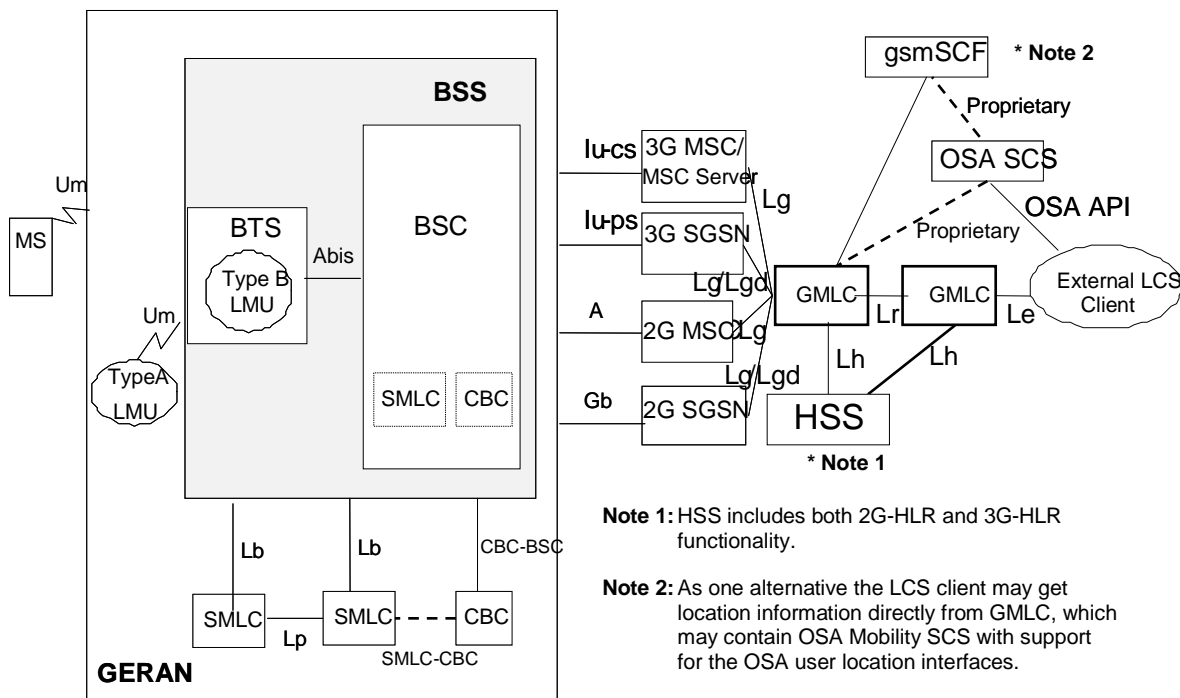 gsmSCF
* Note 2
BSS
Proprietary
Iu-cs
3G MSC/
MSC Server
OSA SCS
Um
Lg
OSA API
MS
BTS
BSC
Iu-ps
3G SGSN
Proprietary
Abis
Type B
LMU
Lg/Lgd
GMLC
GMLC
External LCS
Client
Um
A
2G MSC
Lg
Lr
Le
TypeA
LMU
Lg/Lgd
Lh
Lh
SMLC
CBC
Gb
2G SGSN
HSS
* Note 1
Note 1: HSS includes both 2G-HLR and 3G-HLR
functionality.
Lb
Lb
CBC-BSC
Note 2: As one alternative the LCS client may get
location information directly from GMLC, which
may contain OSA Mobility SCS with support
for the OSA user location interfaces.
SMLC
SMLC
CBC
Lp
SMLC-CBC
GERAN